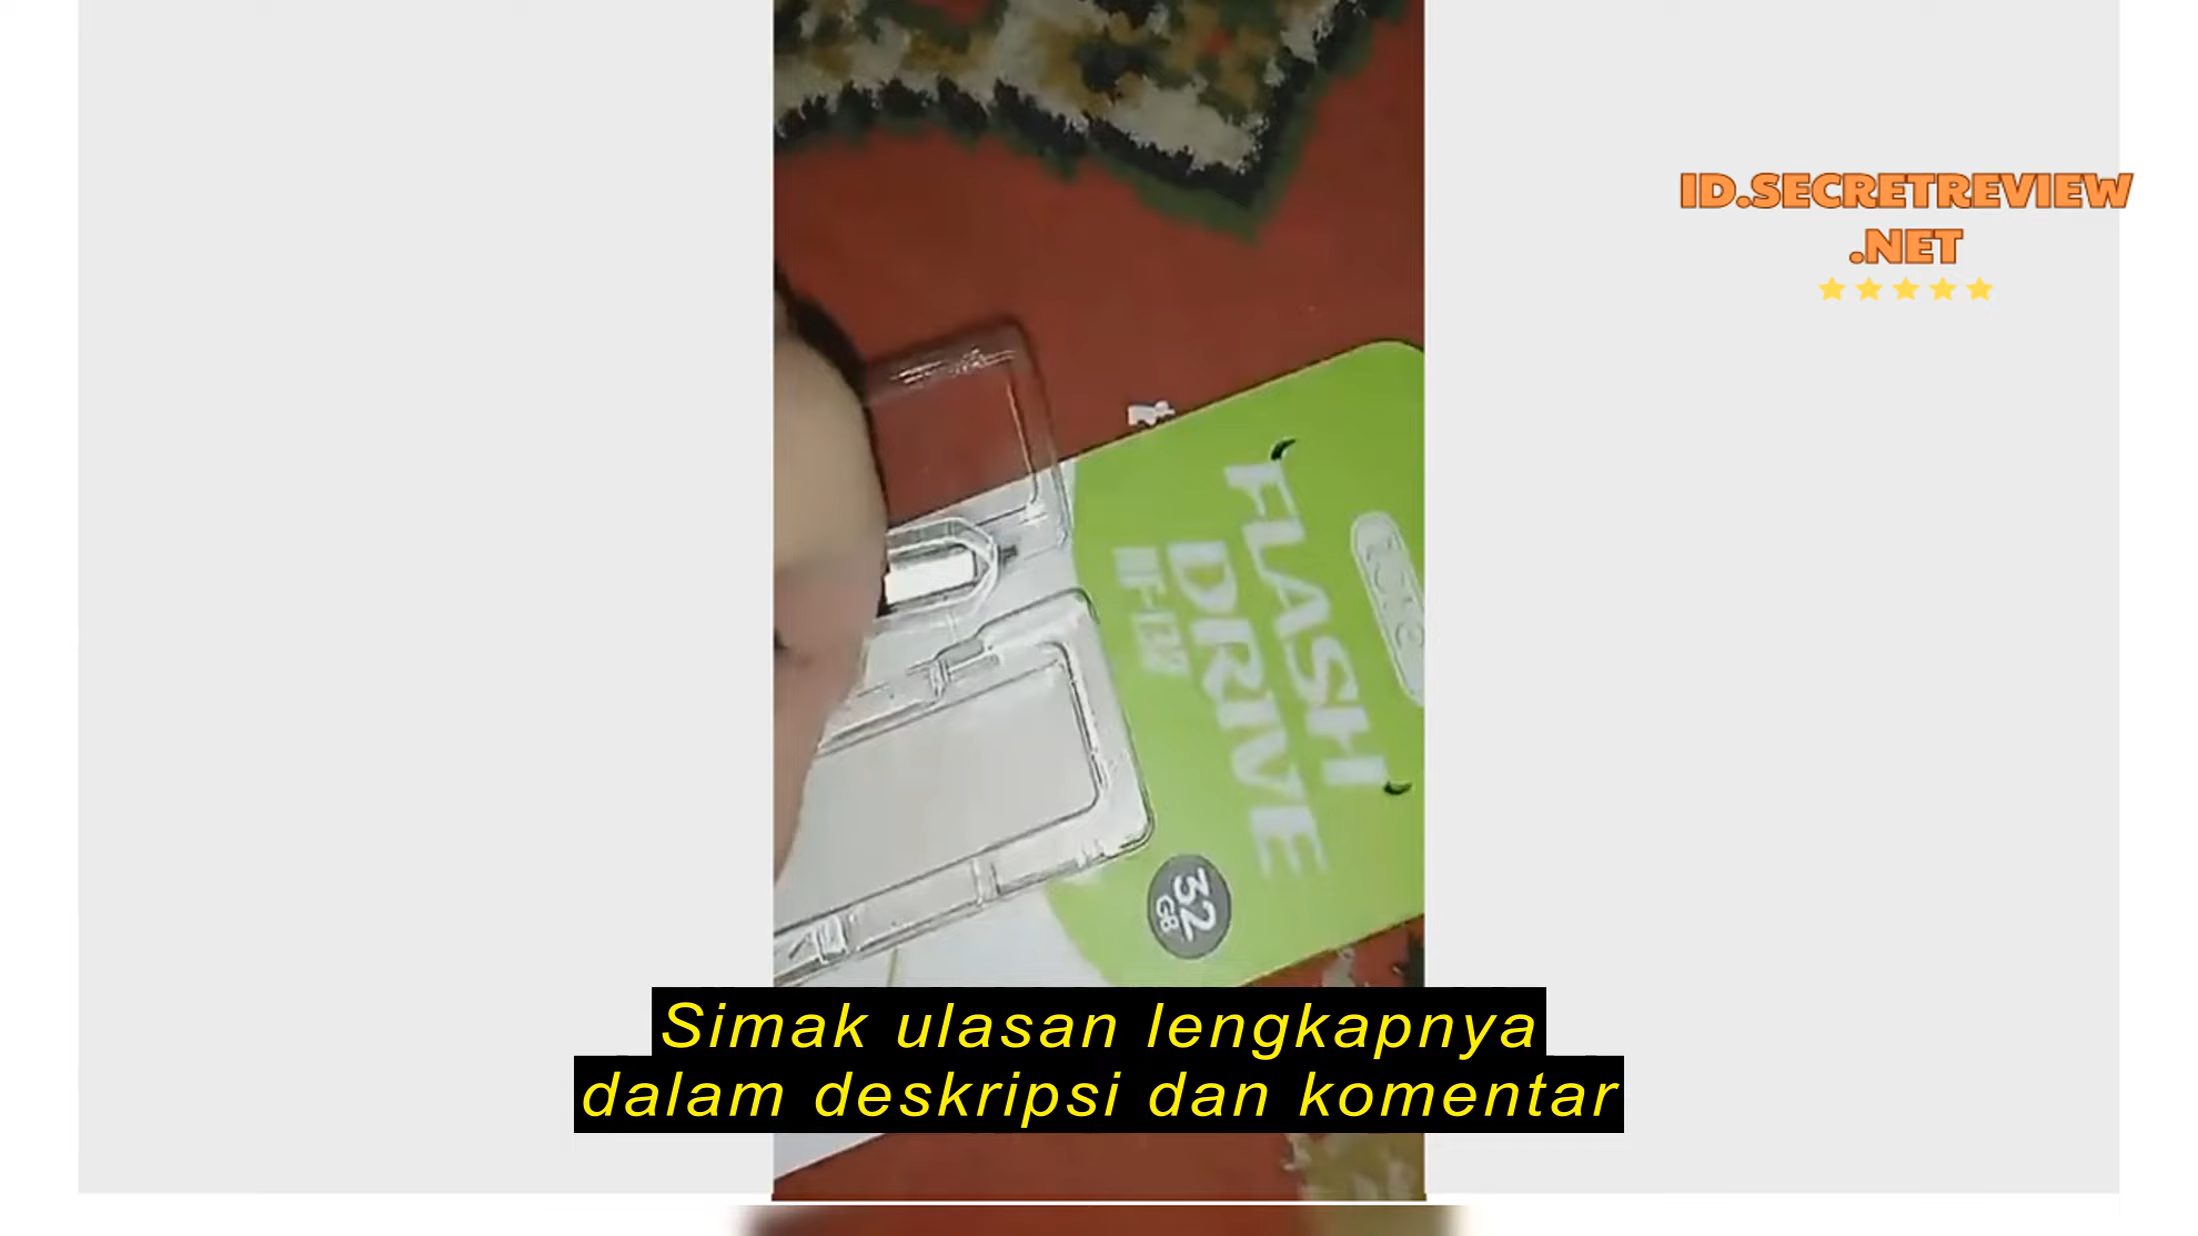 ID.SECRETREVIEW
.NET
FLASH
DRIVE
32
GB
Simak ulasan lengkapnya
dalam deskripsi dan komentar